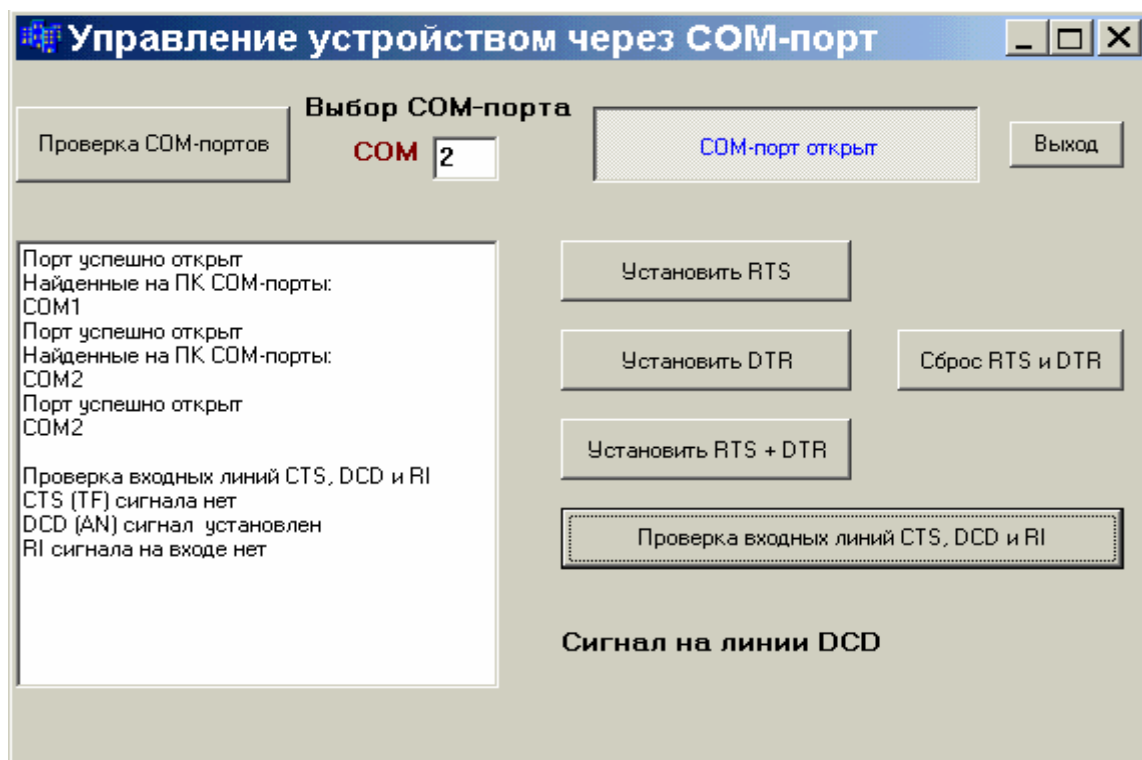 Управление устройством через COM-порт
Выбор COM-порта
Проверка COM-портов
COM 2
COM-порт открыт
Выход
Порт успешно открыт
Найденные на ПК COM-порты:
COM1
Порт успешно открыт
Найденные на ПК COM-порты:
COM2
Порт успешно открыт
COM2
Проверка входных линий CTS, DCD и RI
CTS (TF) сигнала нет
DCD (AN) сигнал  установлен
RI сигнала на входе нет
Установить RTS
Установить DTR
Сброс RTS и DTR
Установить RTS + DTR
Проверка входных линий CTS, DCD и RI
Сигнал на линии DCD